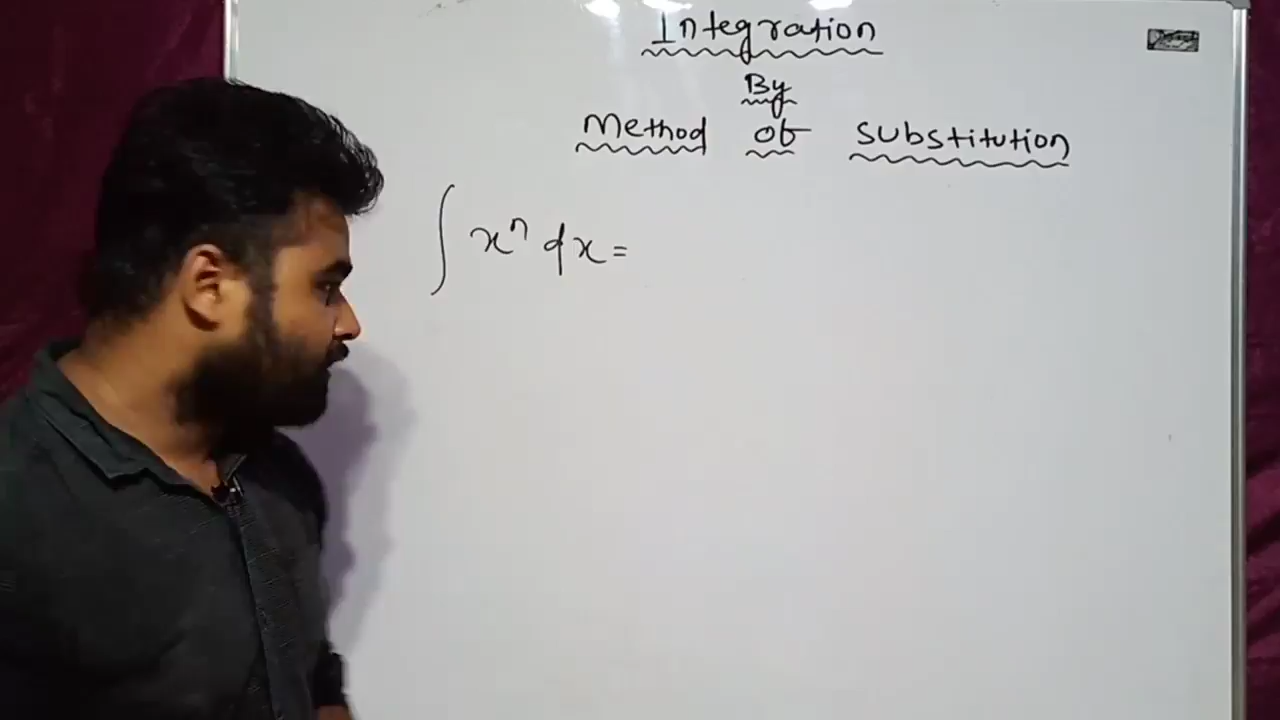 Integration
By
Method of Substitution
∫ xⁿ dx =